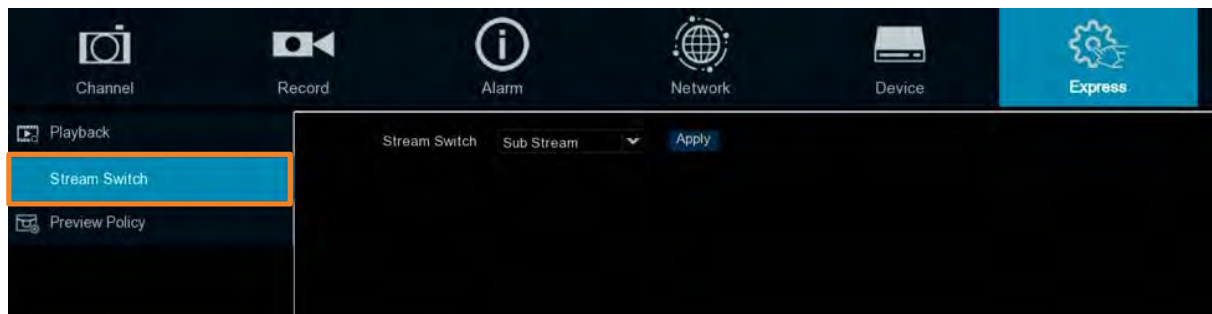 Channel
Record
Alarm
Network
Device
Express
Playback
Stream Switch Sub Stream Apply
Stream Switch
Preview Policy